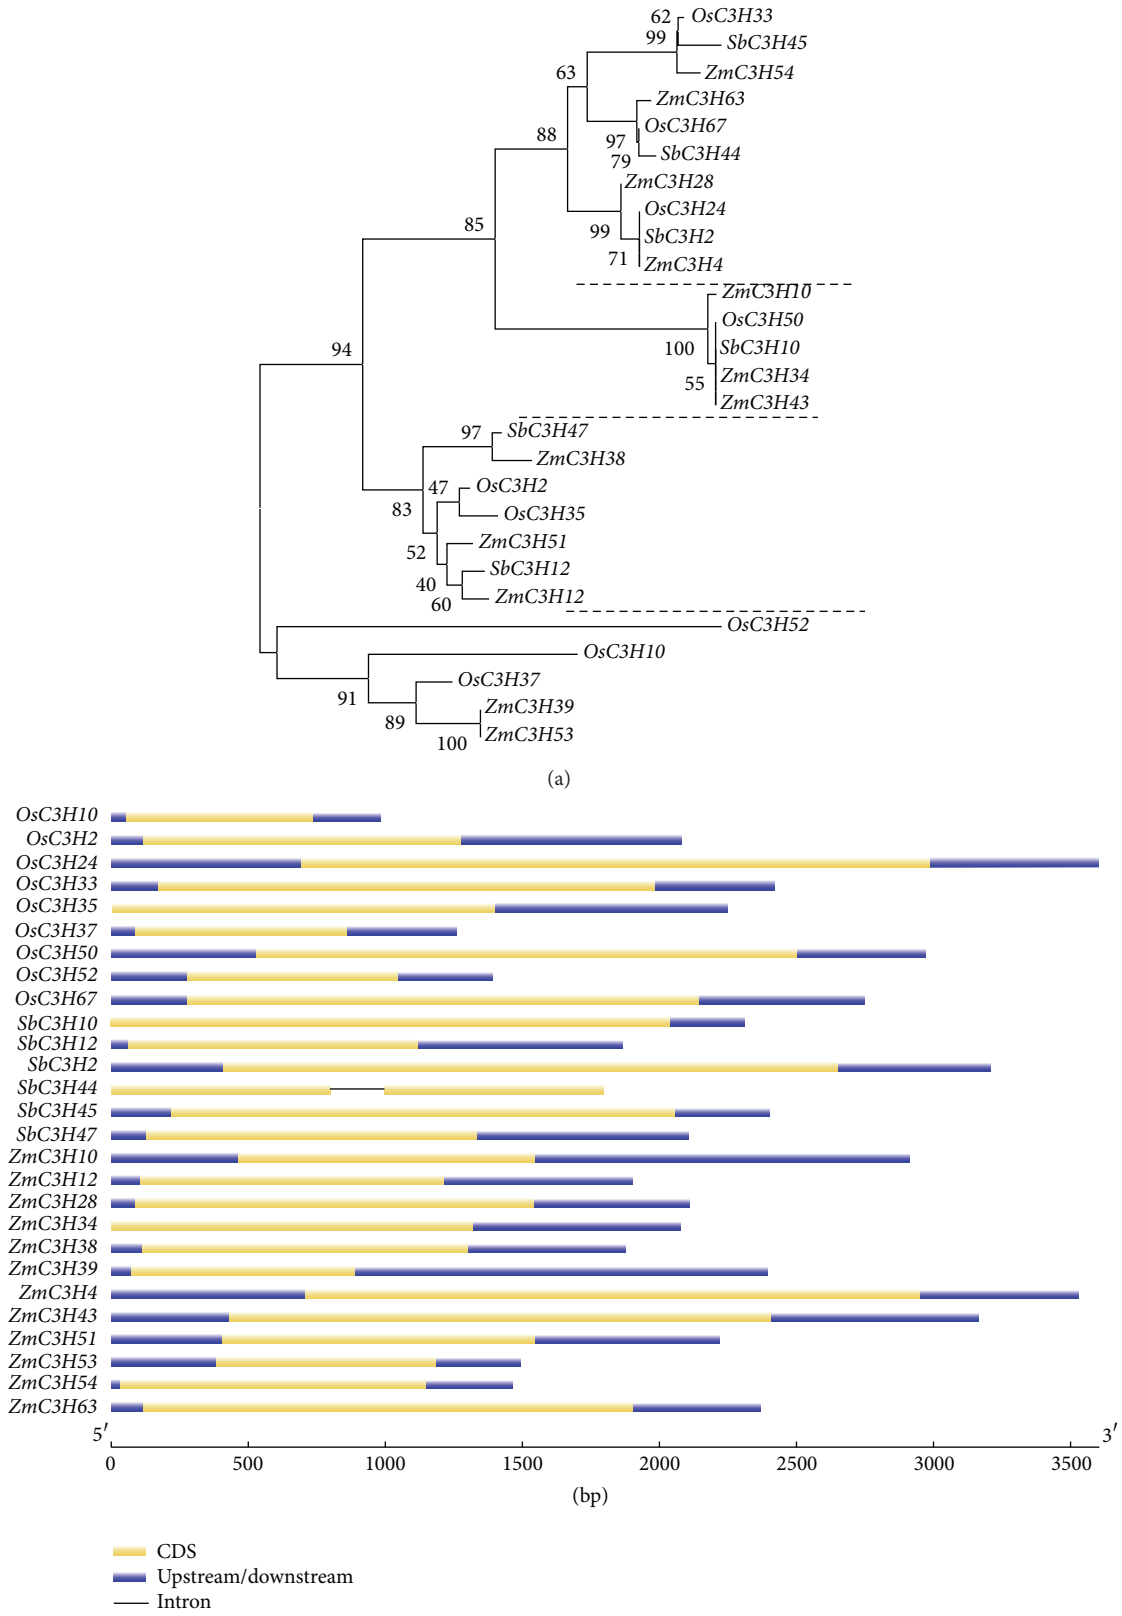 62
OsC3H33
99
SbC3H45
ZmC3H54
63
ZmC3H63
OsC3H67
97
79
SbC3H44
88
ZmC3H28
OsC3H24
99
SbC3H2
71
ZmC3H4
85
ZmC3H10
OsC3H50
100
SbC3H10
55
ZmC3H34
ZmC3H43
94
97
SbC3H47
ZmC3H38
47
OsC3H2
83
OsC3H35
52
ZmC3H51
40
SbC3H12
60
ZmC3H12
OsC3H52
OsC3H10
91
OsC3H37
89
ZmC3H39
100
ZmC3H53
(a)
OsC3H10
OsC3H2
OsC3H24
OsC3H33
OsC3H35
OsC3H37
OsC3H50
OsC3H52
OsC3H67
SbC3H10
SbC3H12
SbC3H2
SbC3H44
SbC3H45
SbC3H47
ZmC3H10
ZmC3H12
ZmC3H28
ZmC3H34
ZmC3H38
ZmC3H39
ZmC3H4
ZmC3H43
ZmC3H51
ZmC3H53
ZmC3H54
ZmC3H63
5′ 3′
0 500 1000 1500 2000 2500 3000 3500
(bp)
CDS
Upstream/downstream
Intron